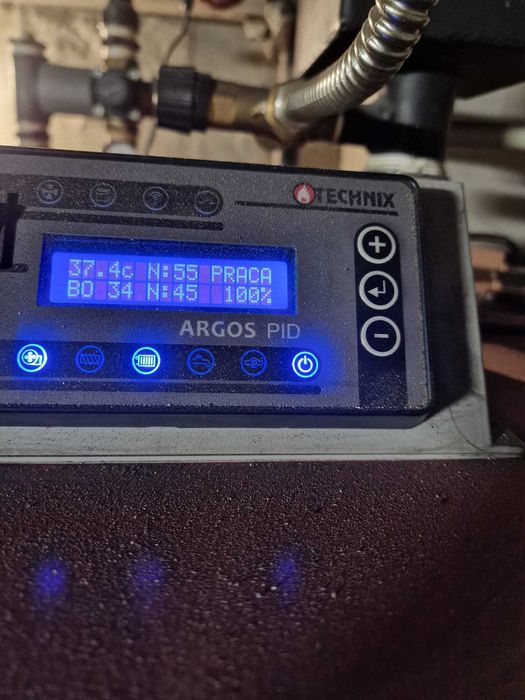 TECHNIX
37.4c N:55 PRACA
BO 34 N:45 100%
ARGOS PID